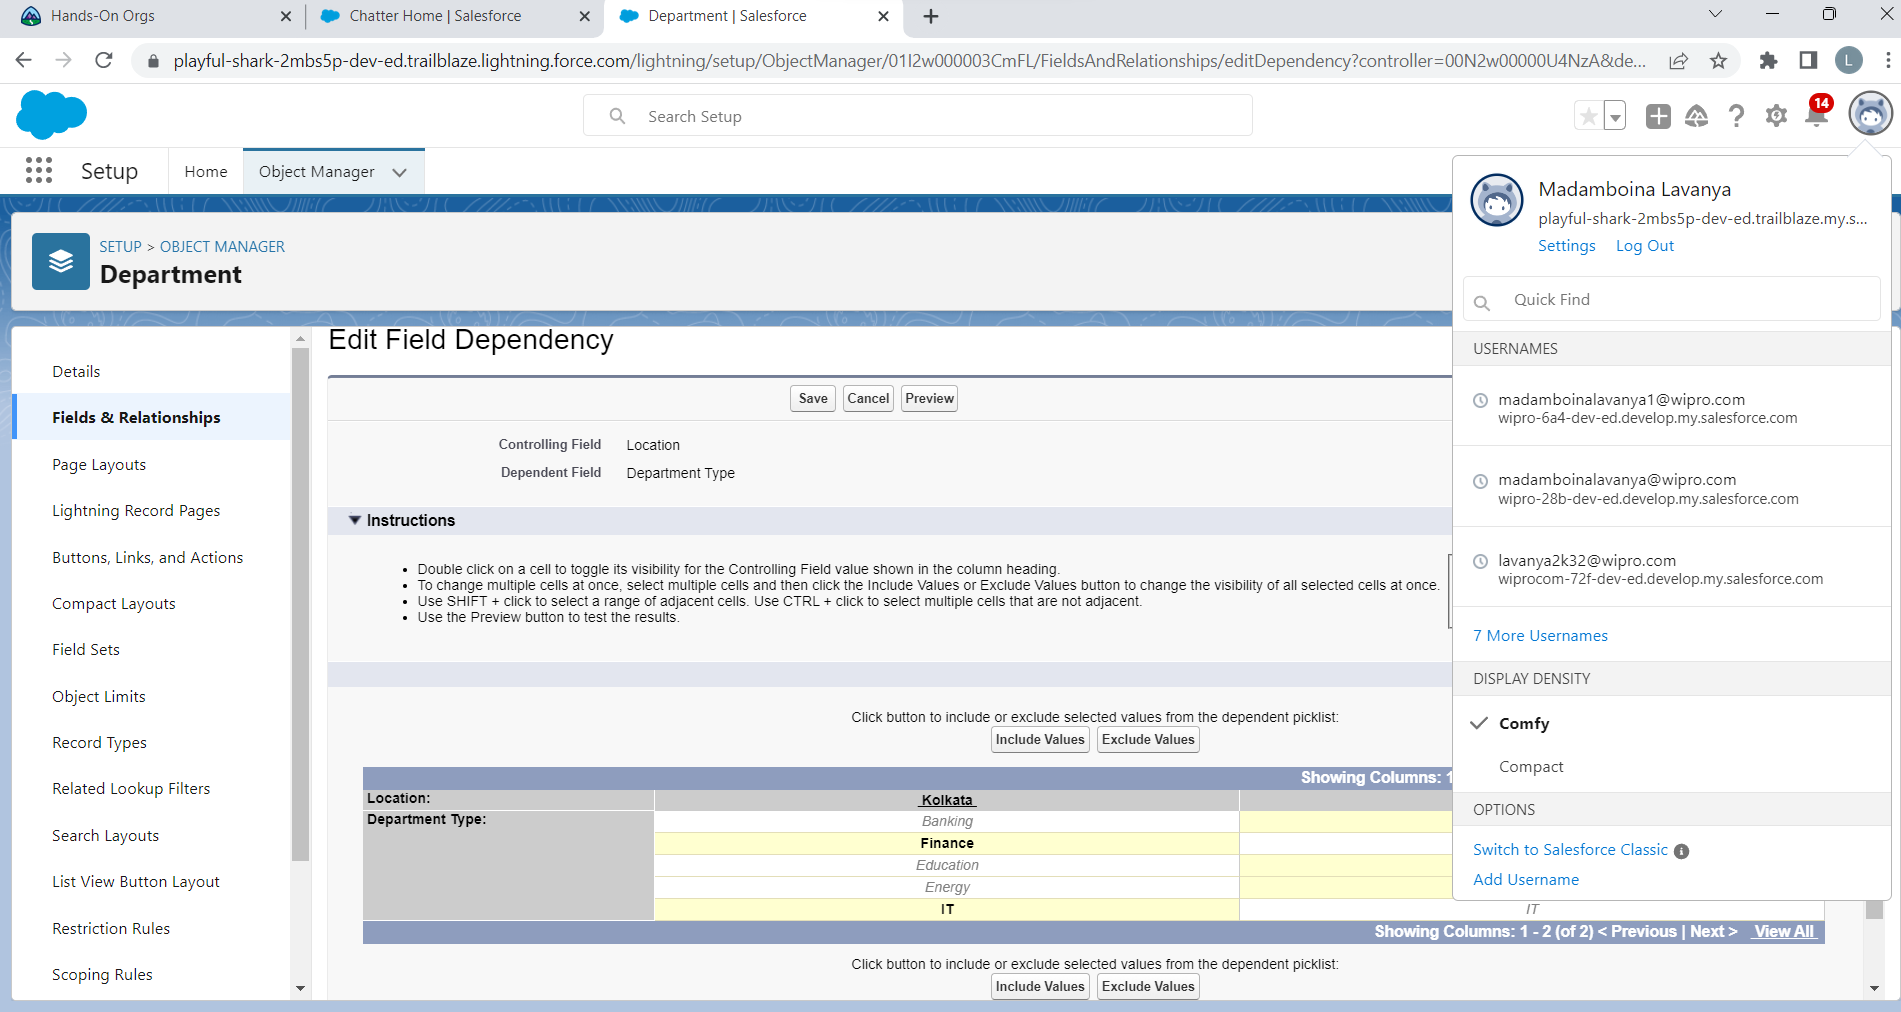 Hands-On Orgs
Chatter Home | Salesforce
Department | Salesforce
playful-shark-2mbs5p-dev-ed.trailblaze.lightning.force.com/lightning/setup/ObjectManager/01I2w000003CmFL/FieldsAndRelationships/editDependency?controller=00N2w00000U4NzA&de...
L
Search Setup
14
Setup
Home
Object Manager
SETUP > OBJECT MANAGER
Department
Details
Fields & Relationships
Page Layouts
Lightning Record Pages
Buttons, Links, and Actions
Compact Layouts
Field Sets
Object Limits
Record Types
Related Lookup Filters
Search Layouts
List View Button Layout
Restriction Rules
Scoping Rules
Edit Field Dependency
Save
Cancel
Preview
Controlling Field Location
Dependent Field Department Type
Instructions
• Double click on a cell to toggle its visibility for the Controlling Field value shown in the column heading.
• To change multiple cells at once, select multiple cells and then click the Include Values or Exclude Values button to change the visibility of all selected cells at once.
• Use SHIFT + click to select a range of adjacent cells. Use CTRL + click to select multiple cells that are not adjacent.
• Use the Preview button to test the results.
Click button to include or exclude selected values from the dependent picklist:
Include Values
Exclude Values
Showing Columns: 1
Location:
Kolkata
Department Type:
Banking
Finance
Education
Energy
IT
IT
Showing Columns: 1 - 2 (of 2) < Previous | Next > View All
Click button to include or exclude selected values from the dependent picklist:
Include Values
Exclude Values
Madamboina Lavanya
playful-shark-2mbs5p-dev-ed.trailblaze.my.s...
Settings
Log Out
Quick Find
USERNAMES
madamboinalavanya1@wipro.com
wipro-6a4-dev-ed.develop.my.salesforce.com
madamboinalavanya@wipro.com
wipro-28b-dev-ed.develop.my.salesforce.com
lavanya2k32@wipro.com
wiprocom-72f-dev-ed.develop.my.salesforce.com
7 More Usernames
DISPLAY DENSITY
Comfy
Compact
OPTIONS
Switch to Salesforce Classic
Add Username